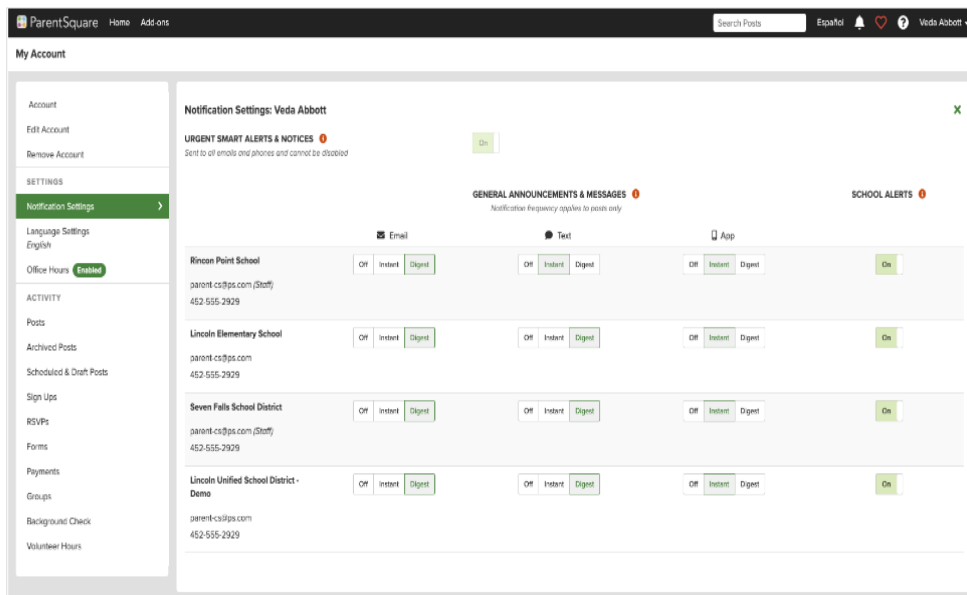 ParentSquare Home Add-ons Search Posts Español Veda Abbott
My Account
Account
Edit Account
Remove Account
SETTINGS
Notification Settings
Language Settings
English
Office Hours Enabled
ACTIVITY
Posts
Archived Posts
Scheduled & Draft Posts
Sign Ups
RSVPs
Forms
Payments
Groups
Background Check
Volunteer Hours
Notification Settings: Veda Abbott
URGENT SMART ALERTS & NOTICES
Sent to all emails and phones and cannot be disabled
On
GENERAL ANNOUNCEMENTS & MESSAGES SCHOOL ALERTS
Notification frequency applies to posts only
Email Text App
Rincon Point School Off Instant Digest Off Instant Digest Off Instant Digest On
parent-cs@ps.com (Staff)
452-555-2929
Lincoln Elementary School Off Instant Digest Off Instant Digest Off Instant Digest On
parent-cs@ps.com
452-555-2929
Seven Falls School District Off Instant Digest Off Instant Digest Off Instant Digest On
parent-cs@ps.com (Staff)
452-555-2929
Lincoln Unified School District - Off Instant Digest Off Instant Digest Off Instant Digest On
Demo
parent-cs@ps.com
452-555-2929